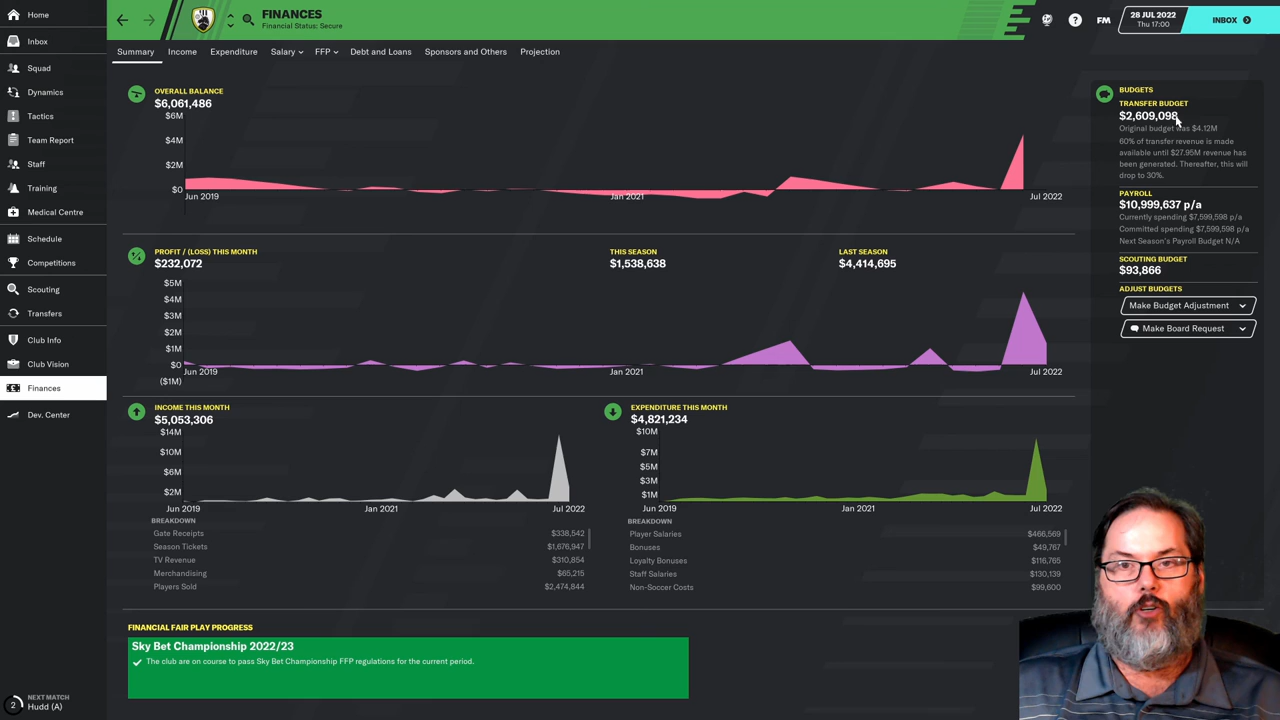 Home
Inbox
Squad
Dynamics
Tactics
Team Report
Staff
Training
Medical Centre
Schedule
Competitions
Scouting
Transfers
Club Info
Club Vision
Finances
Dev. Center
2
NEXT MATCH
Hudd (A)
FINANCES
Financial Status: Secure
?
FM
28 JUL 2022
Thu 17:00
INBOX
Summary
Income
Expenditure
Salary
FFP
Debt and Loans
Sponsors and Others
Projection
OVERALL BALANCE
$6,061,486
$6M
$4M
$2M
$0
Jun 2019
Jan 2021
Jul 2022
PROFIT / (LOSS) THIS MONTH
$232,072
THIS SEASON
$1,538,638
LAST SEASON
$4,414,695
$5M
$4M
$3M
$2M
$1M
$0
($1M)
Jun 2019
Jan 2021
Jul 2022
INCOME THIS MONTH
$5,053,306
$14M
$10M
$6M
$2M
Jun 2019
Jan 2021
Jul 2022
BREAKDOWN
Gate Receipts $338,542
Season Tickets $1,676,947
TV Revenue $310,854
Merchandising $65,215
Players Sold $2,474,844
EXPENDITURE THIS MONTH
$4,821,234
$10M
$7M
$5M
$3M
$1M
Jun 2019
Jan 2021
Jul 2022
BREAKDOWN
Player Salaries $466,569
Bonuses $49,767
Loyalty Bonuses $116,765
Staff Salaries $130,139
Non-Soccer Costs $99,600
FINANCIAL FAIR PLAY PROGRESS
Sky Bet Championship 2022/23
The club are on course to pass Sky Bet Championship FFP regulations for the current period.
BUDGETS
TRANSFER BUDGET
$2,609,098
Original budget was $4.12M
60% of transfer revenue is made
available until $27.95M revenue has
been generated. Thereafter, this will
drop to 30%.
PAYROLL
$10,999,637 p/a
Currently spending $7,599,598 p/a
Committed spending $7,599,598 p/a
Next Season's Payroll Budget N/A
SCOUTING BUDGET
$93,866
ADJUST BUDGETS
Make Budget Adjustment
Make Board Request